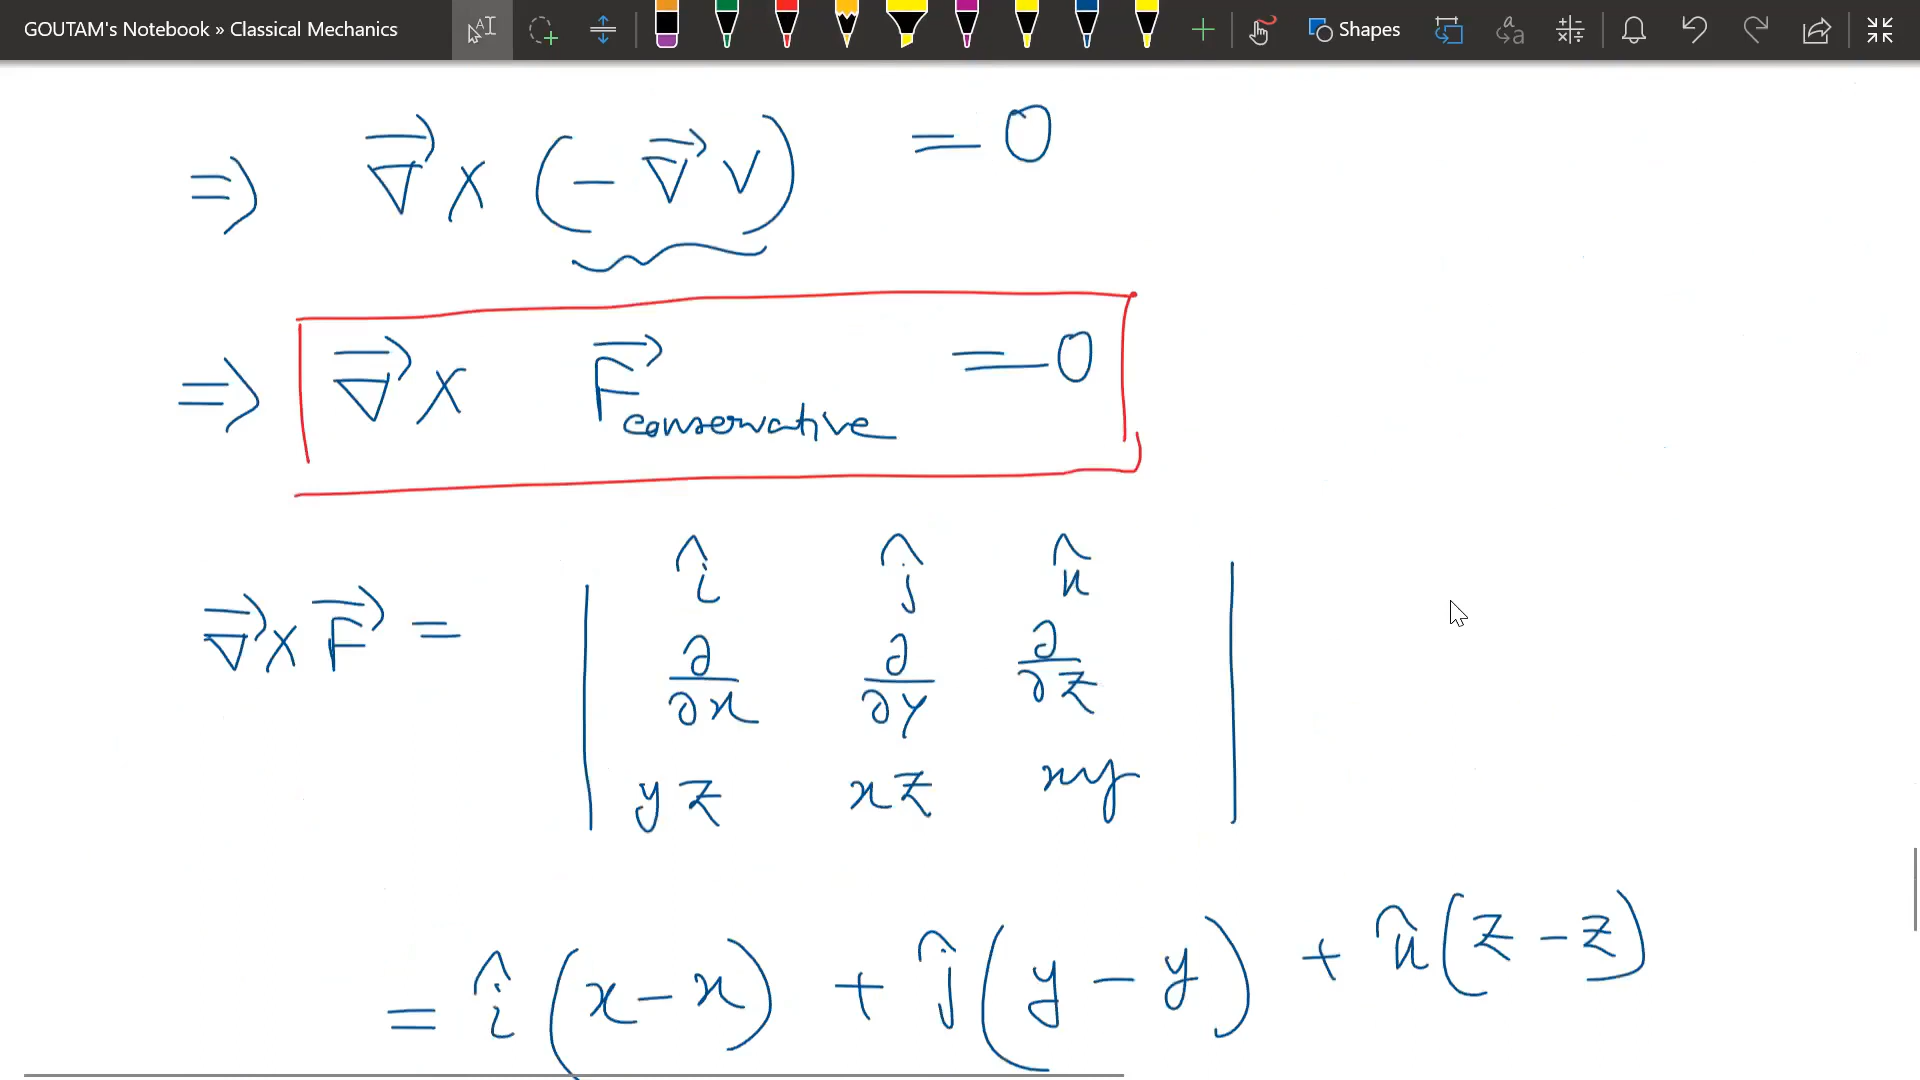 GOUTAM's Notebook » Classical Mechanics
Shapes
⇒ ∇⃗ × (− ∇⃗ V) = 0
⇒ ∇⃗ × F⃗ conservative = 0
î ĵ k̂
∇⃗ × F⃗ = ∂/∂x ∂/∂y ∂/∂z
yz xz xy
= î (x − x) + ĵ (y − y) + k̂ (z − z)